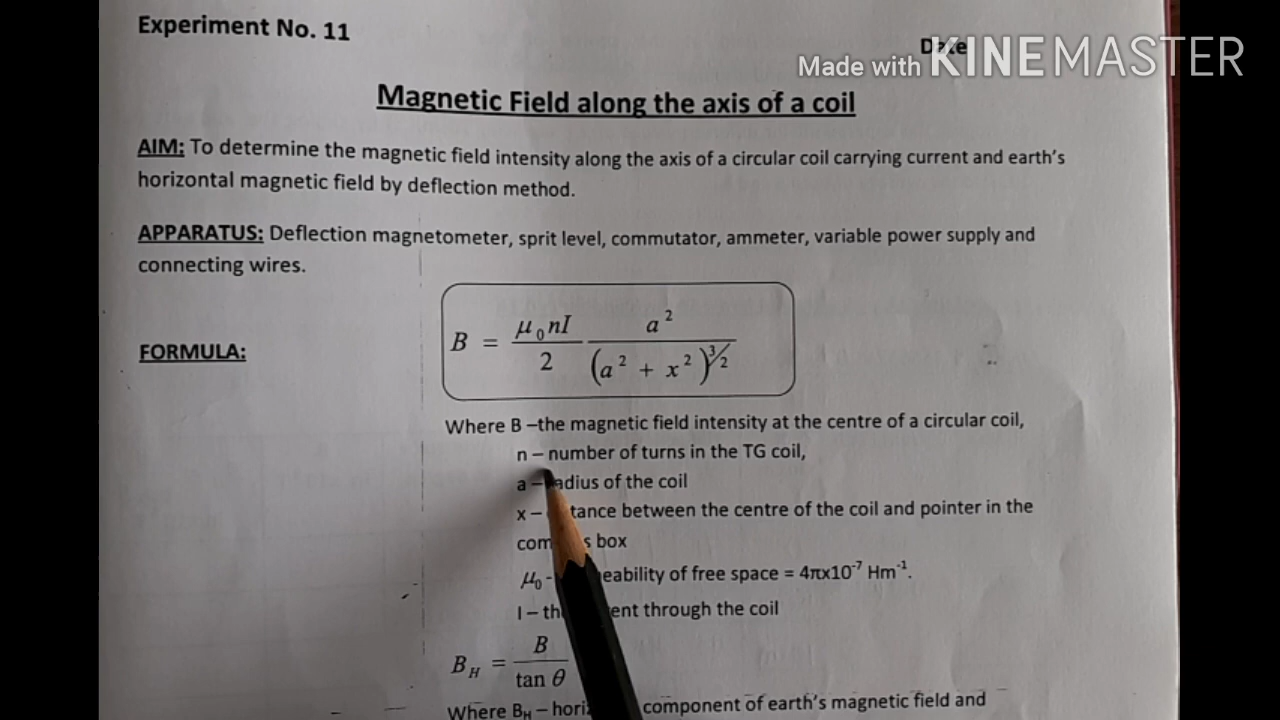 Experiment No. 11
Date
Made with KINEMASTER
Magnetic Field along the axis of a coil
AIM: To determine the magnetic field intensity along the axis of a circular coil carrying current and earth's
horizontal magnetic field by deflection method.
APPARATUS: Deflection magnetometer, sprit level, commutator, ammeter, variable power supply and
connecting wires.
FORMULA:
B = μ₀nI/2 a²/(a² + x²)^3/2
Where B –the magnetic field intensity at the centre of a circular coil,
n – number of turns in the TG coil,
a – radius of the coil
x – tance between the centre of the coil and pointer in the
com s box
μ₀ - eability of free space = 4πx10⁻⁷ Hm⁻¹.
I – th ent through the coil
B_H = B/tan θ
Where B_H – hori component of earth's magnetic field and